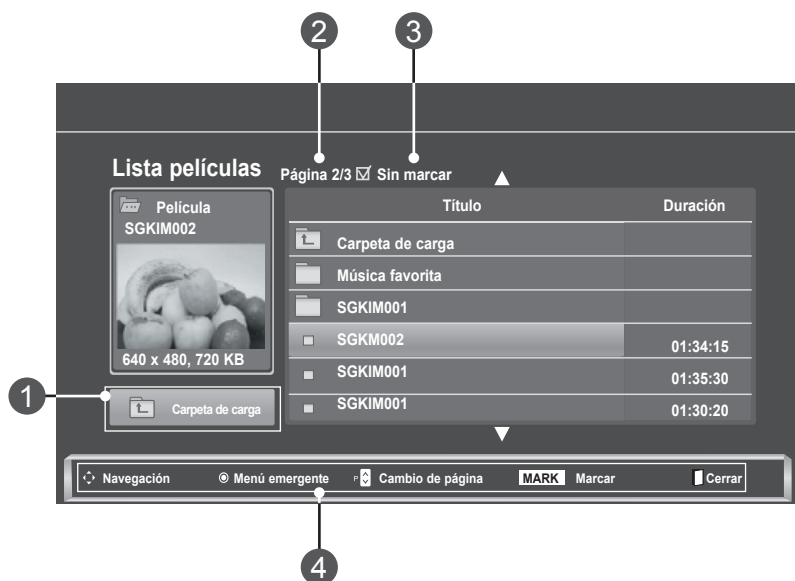 2
3
Lista películas
Página 2/3 Sin marcar
Película
SGKIM002
640 x 480, 720 KB
1
Carpeta de carga
Título Duración
Carpeta de carga
Música favorita
SGKIM001
SGKM002 01:34:15
SGKIM001 01:35:30
SGKIM001 01:30:20
Navegación Menú emergente P Cambio de página MARK Marcar Cerrar
4